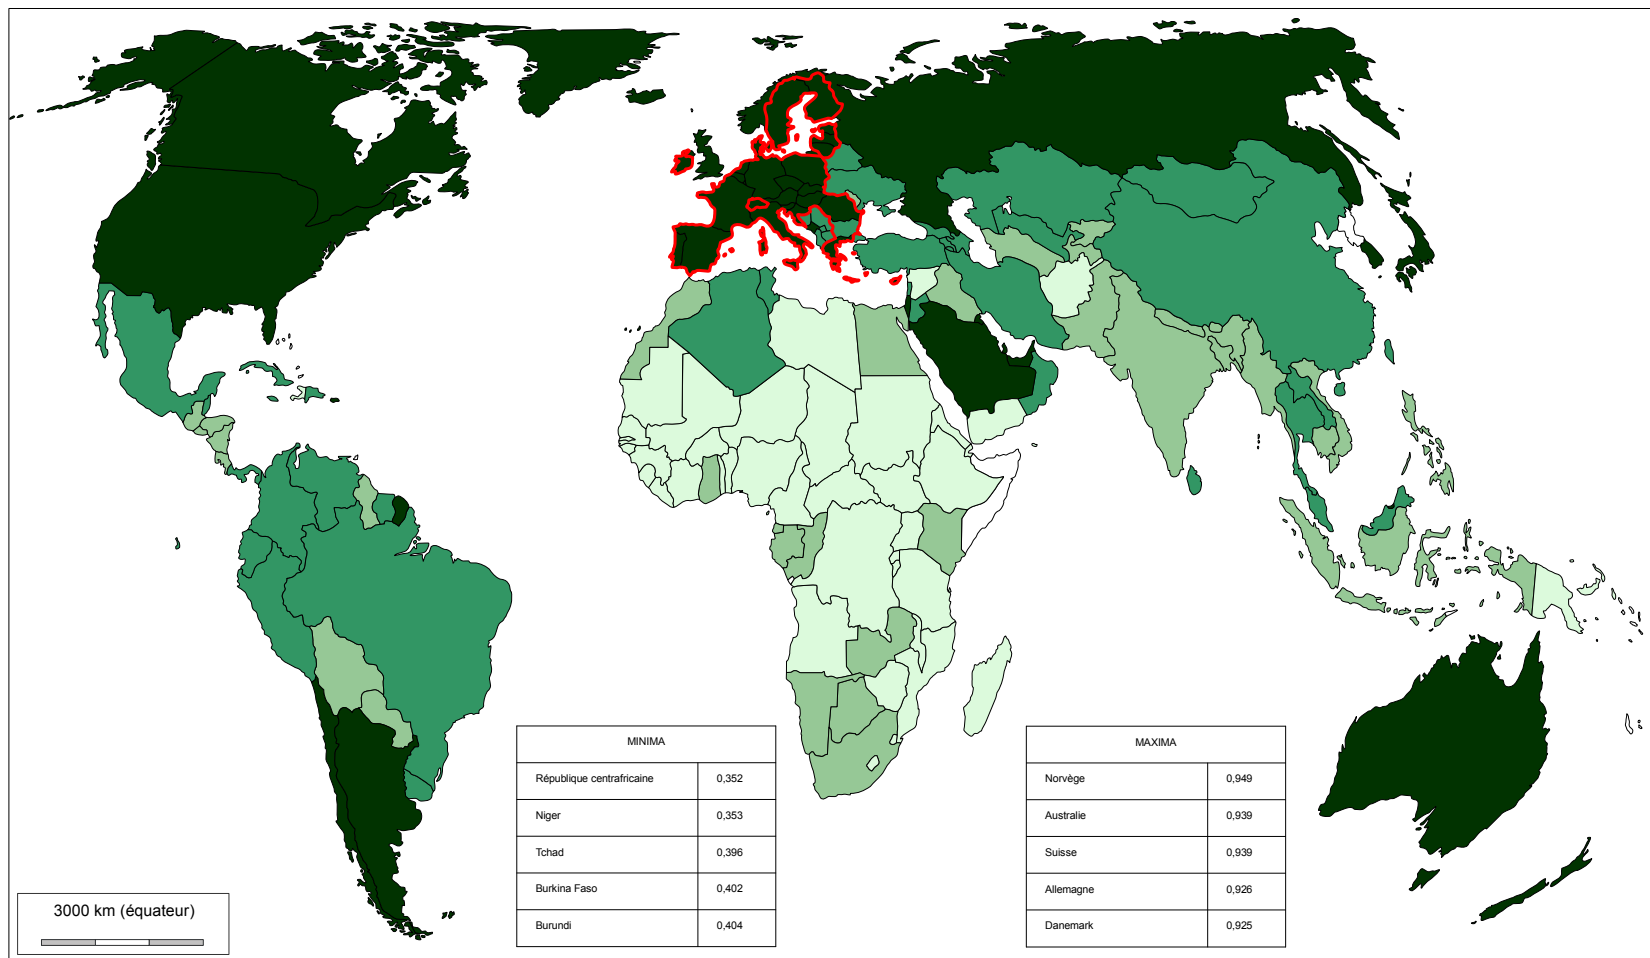 MINIMA
République centrafricaine 0,352
Niger 0,353
Tchad 0,396
Burkina Faso 0,402
Burundi 0,404
MAXIMA
Norvège 0,949
Australie 0,939
Suisse 0,939
Allemagne 0,926
Danemark 0,925
3000 km (équateur)